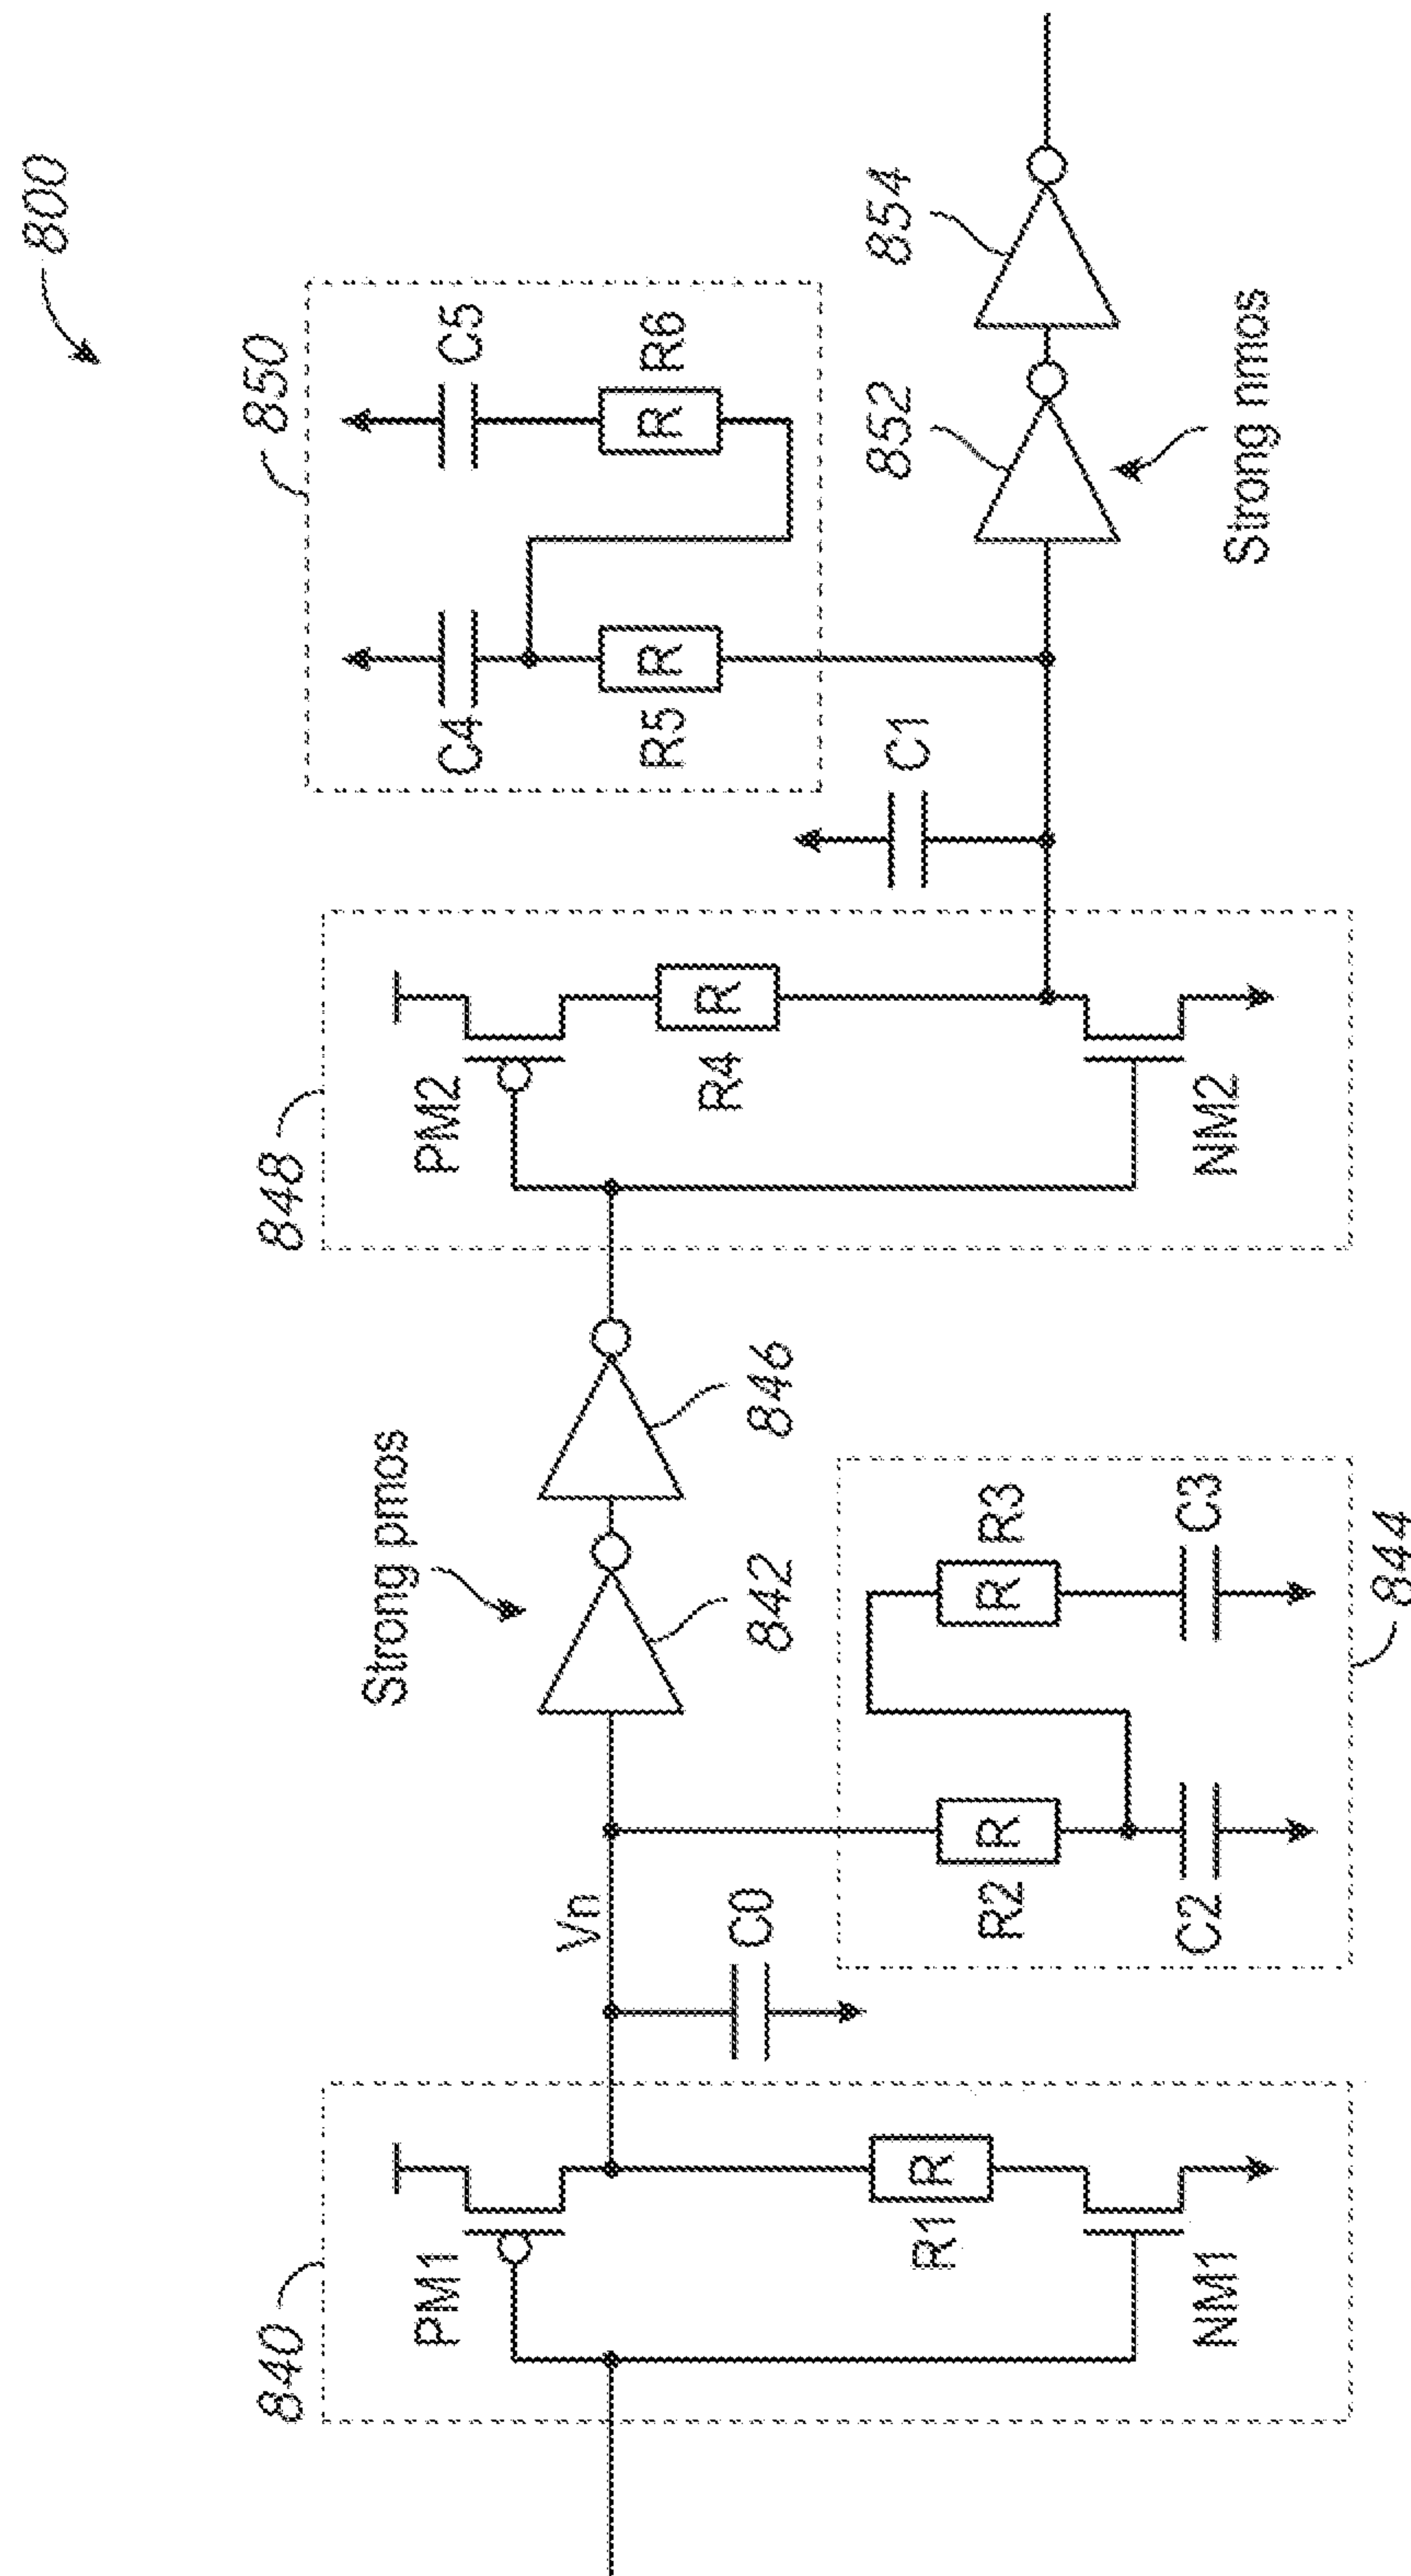 800
840
PM1
R
R1
NM1
Vn
C0
Strong pmos
842
846
R
R2
C2
R
R3
C3
844
848
PM2
R
R4
NM2
C1
850
C4
R
R5
C5
R
R6
852
854
Strong nmos